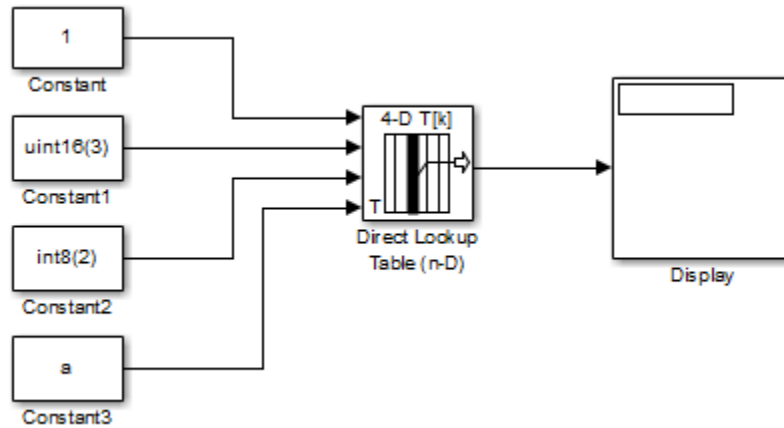 1
Constant
uint16(3)
Constant1
int8(2)
Constant2
a
Constant3
4-D T[k]
T
Direct Lookup
Table (n-D)
Display